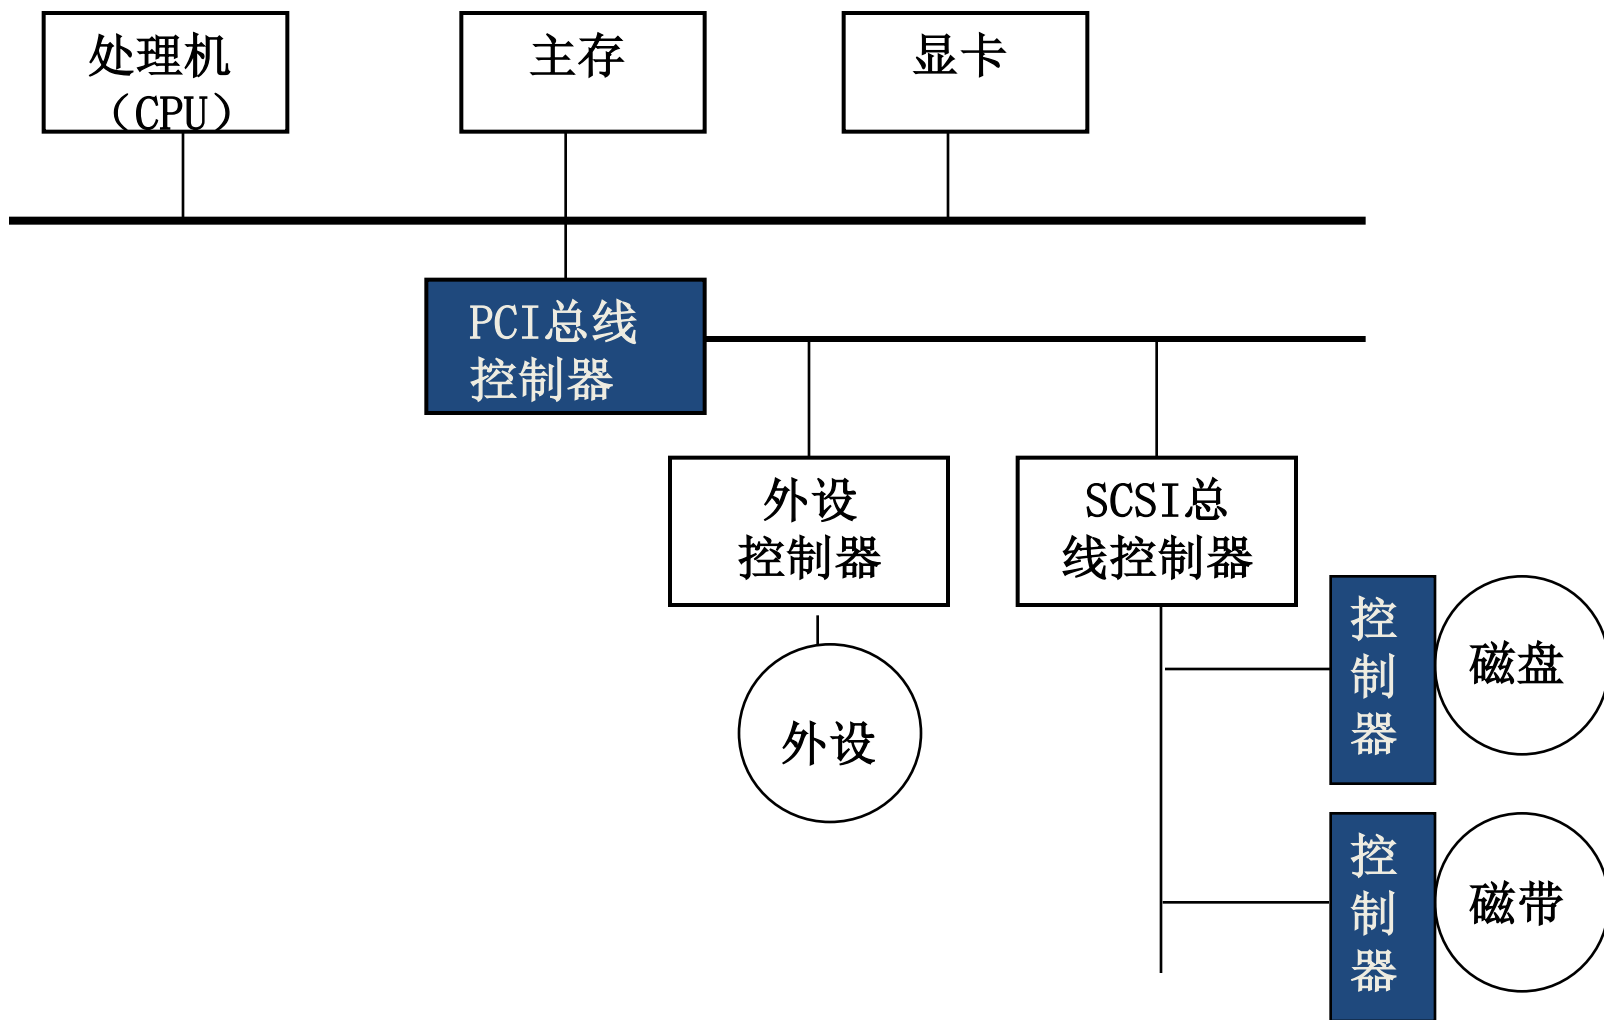 处理机
（CPU）
主存
显卡
PCI总线
控制器
外设
控制器
SCSI总
线控制器
外设
控
制
器
磁盘
控
制
器
磁带